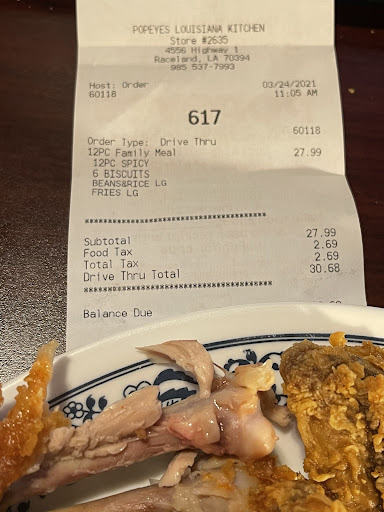 POPEYES LOUISIANA KITCHEN
Store #2635
4556 Highway 1
Raceland, LA 70394
985 537-7993
Host: Order 03/24/2021
60118 11:05 AM
617
60118
Order Type: Drive Thru
12PC Family Meal 27.99
12PC SPICY
6 BISCUITS
BEANS&RICE LG
FRIES LG
************************************
Subtotal 27.99
Food Tax 2.69
Total Tax 2.69
Drive Thru Total 30.68
************************************
Balance Due